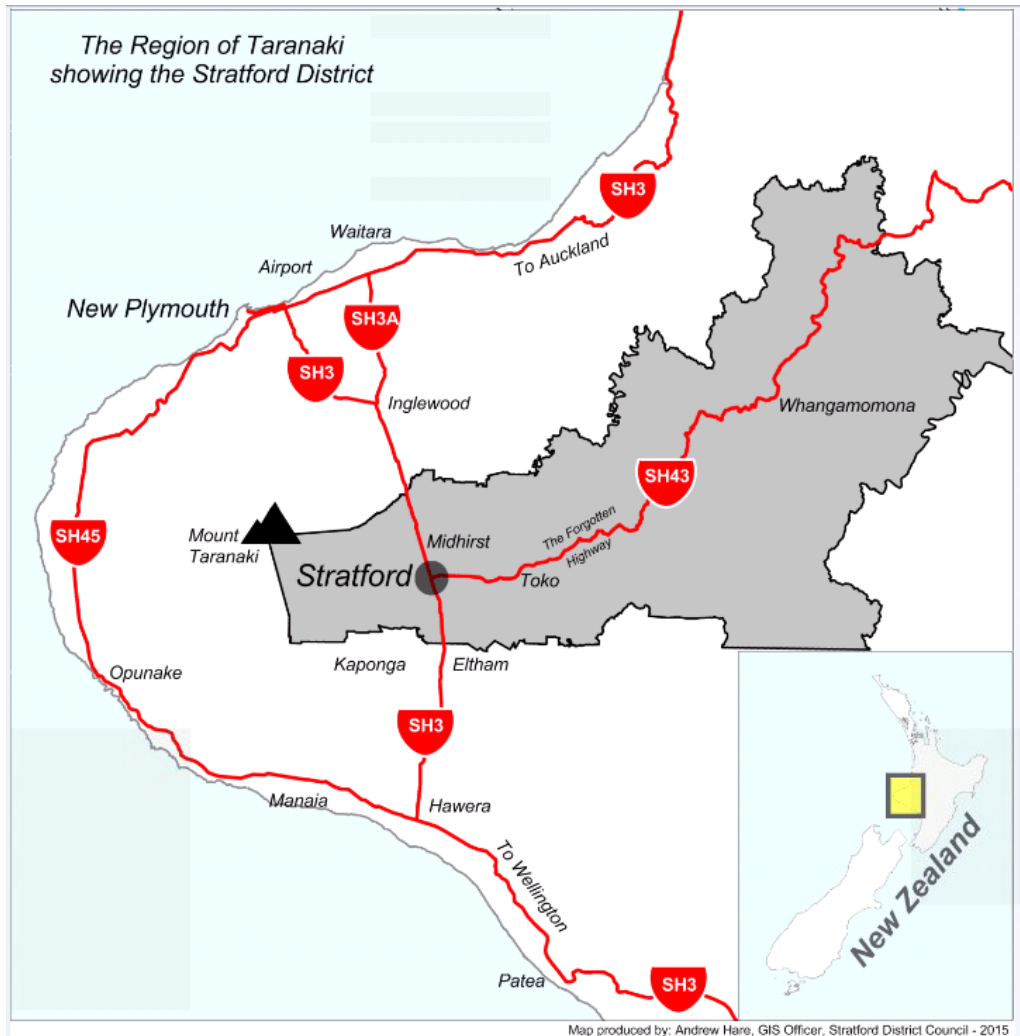 The Region of Taranaki
showing the Stratford District
SH3
Waitara
To Auckland
Airport
New Plymouth
SH3A
SH3
Inglewood
Whangamomona
SH43
SH45
Mount
Taranaki
Midhirst
The Forgotten
Highway
Stratford
Toko
Kaponga
Eltham
Opunake
SH3
Manaia
Hawera
To Wellington
New Zealand
Patea
SH3
Map produced by: Andrew Hare, GIS Officer, Stratford District Council - 2015